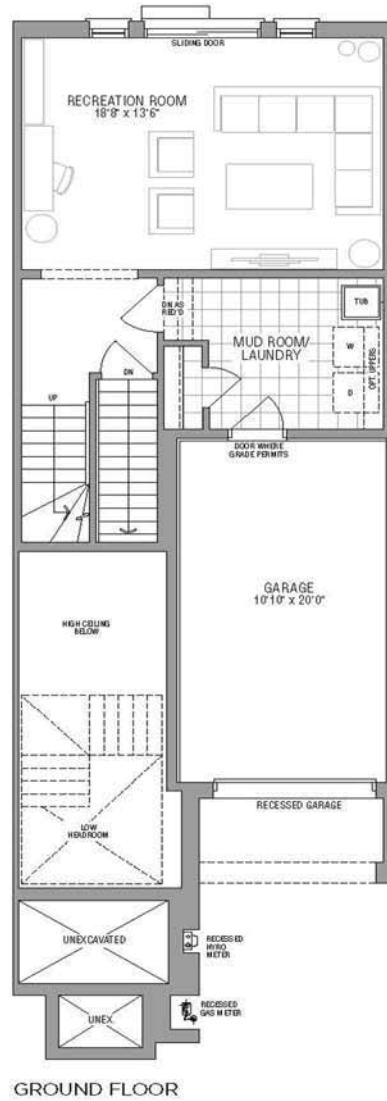 SLIDING DOOR
RECREATION ROOM
18'8" x 13'6"
DN AS
REQ'D
TUB
MUD ROOM/
LAUNDRY
W
D
OPT. UPPERS
UP
DN
DOOR WHERE
GRADE PERMITS
GARAGE
10'10" x 20'0"
HIGH CEILING
BELOW
LOW
HEADROOM
RECESSED GARAGE
UNEXCAVATED
RECESSED
HYRO
METER
UNEX.
RECESSED
GAS METER
GROUND FLOOR